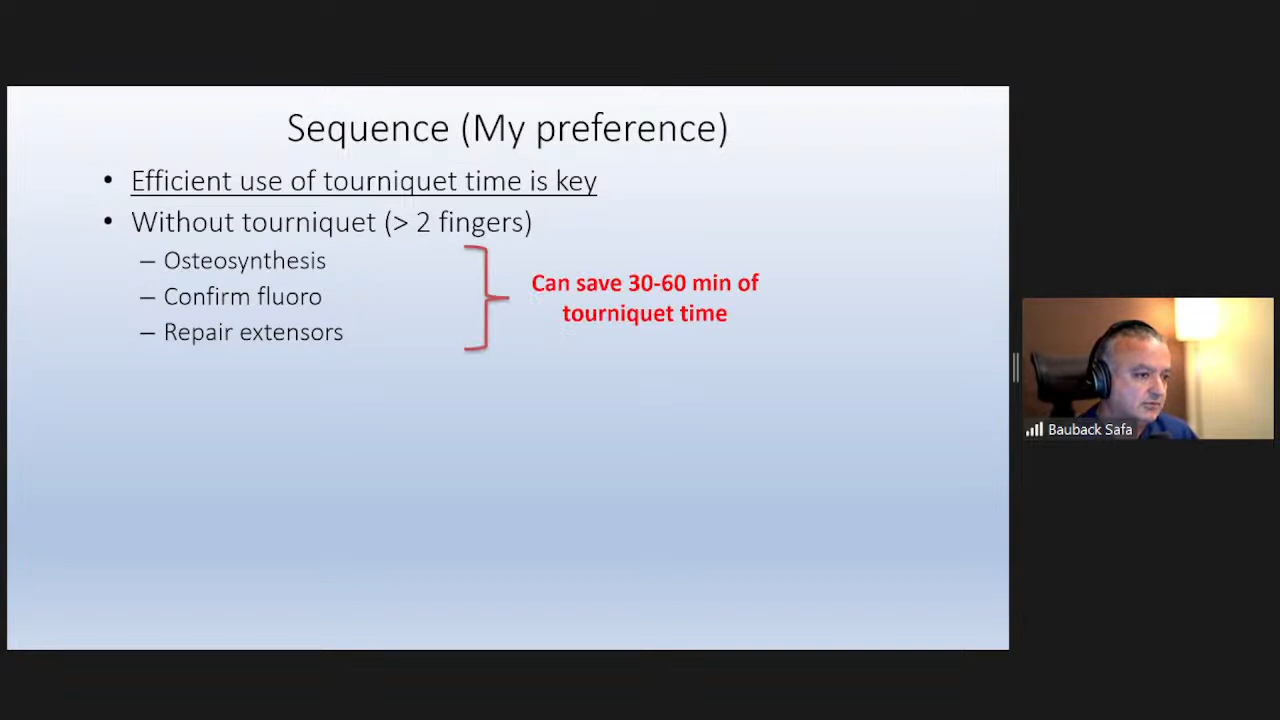 Sequence (My preference)
• Efficient use of tourniquet time is key
• Without tourniquet (> 2 fingers)
– Osteosynthesis
– Confirm fluoro
– Repair extensors
Can save 30-60 min of
tourniquet time
Bauback Safa